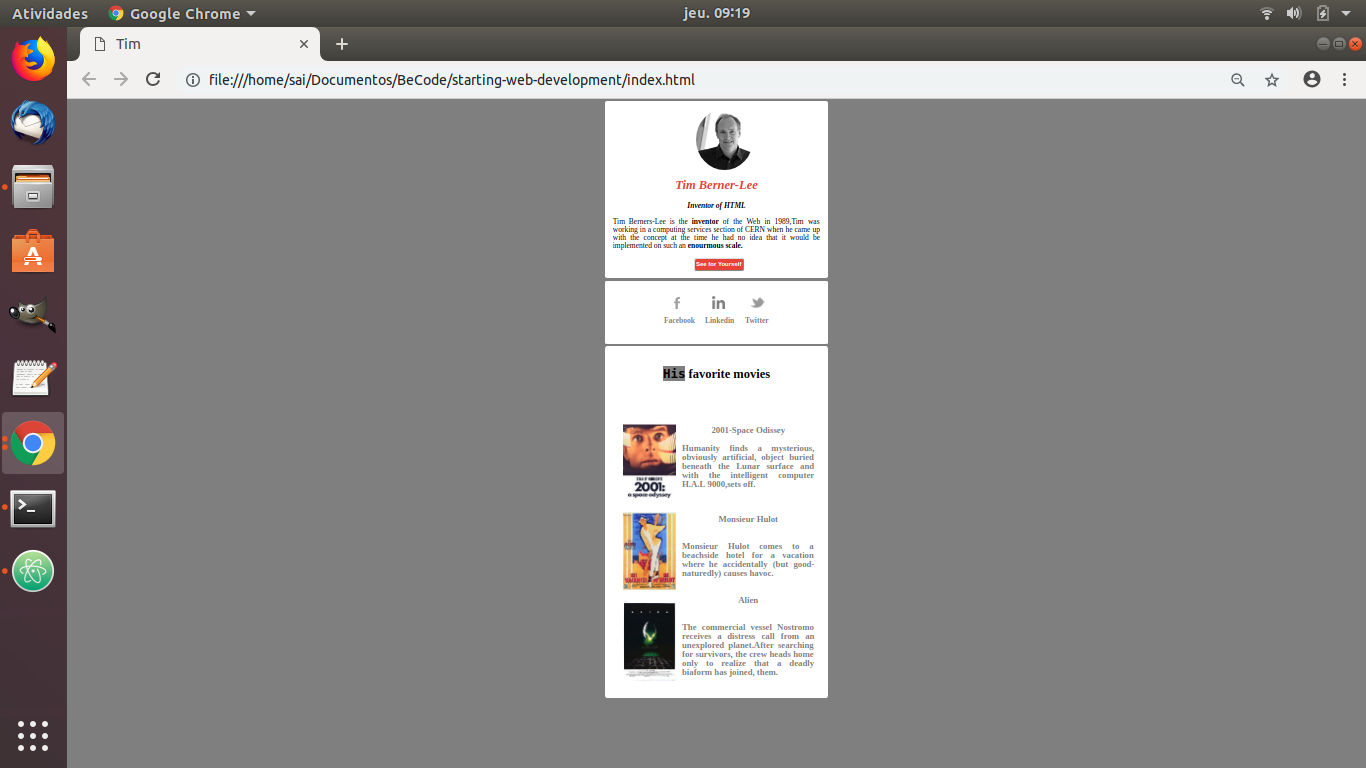 Atividades Google Chrome jeu. 09:19
Tim
file:///home/sai/Documentos/BeCode/starting-web-development/index.html
Tim Berner-Lee
Inventor of HTML
Tim Berners-Lee is the inventor of the Web in 1989,Tim was
working in a computing services section of CERN when he came up
with the concept at the time he had no idea that it would be
implemented on such an enourmous scale.
See for Yourself
Facebook Linkedin Twitter
His favorite movies
2001-Space Odissey
Humanity finds a mysterious,
obviously artificial, object buried
beneath the Lunar surface and
with the intelligent computer
H.A.L 9000,sets off.
2001:
a space odyssey
Monsieur Hulot
Monsieur Hulot comes to a
beachside hotel for a vacation
where he accidentally (but good-
naturedly) causes havoc.
Alien
The commercial vessel Nostromo
receives a distress call from an
unexplored planet.After searching
for survivors, the crew heads home
only to realize that a deadly
biaform has joined, them.